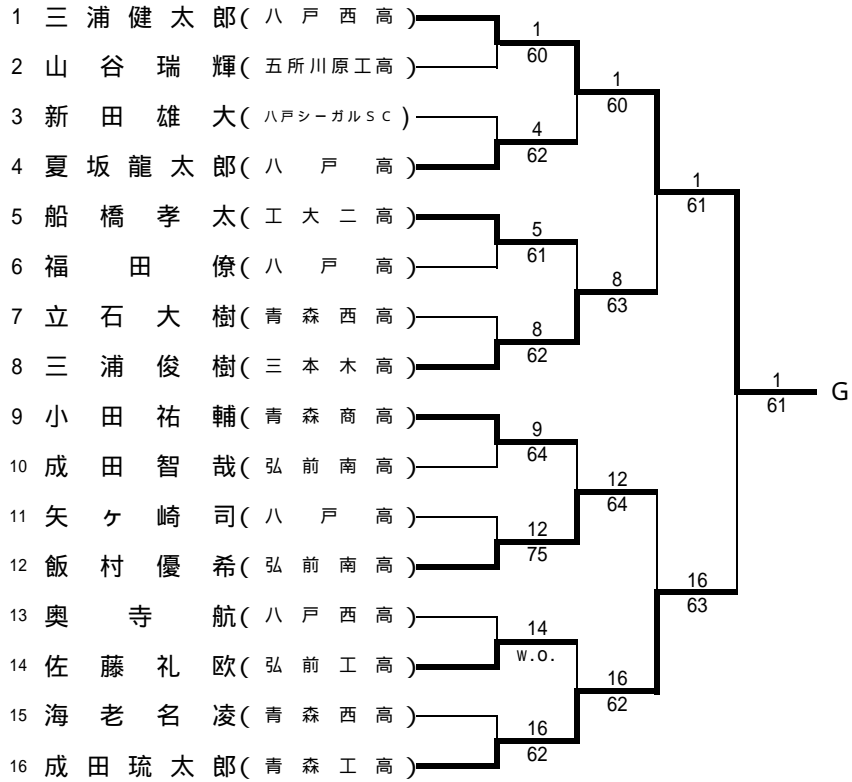 1 三浦健太郎(八戸西高)
1
60
2 山谷瑞輝(五所川原工高)
1
60
3 新田雄大(八戸シーガルSC)
4
62
4 夏坂龍太郎(八戸高)
1
61
5 船橋孝太(工大二高)
5
61
6 福田僚(八戸高)
8
63
7 立石大樹(青森西高)
8
62
8 三浦俊樹(三本木高)
1
61
G
9 小田祐輔(青森商高)
9
64
10 成田智哉(弘前南高)
12
64
11 矢ヶ崎司(八戸高)
12
75
12 飯村優希(弘前南高)
16
63
13 奥寺航(八戸西高)
14
w.o.
14 佐藤礼欧(弘前工高)
16
62
15 海老名凌(青森西高)
16
62
16 成田琉太郎(青森工高)